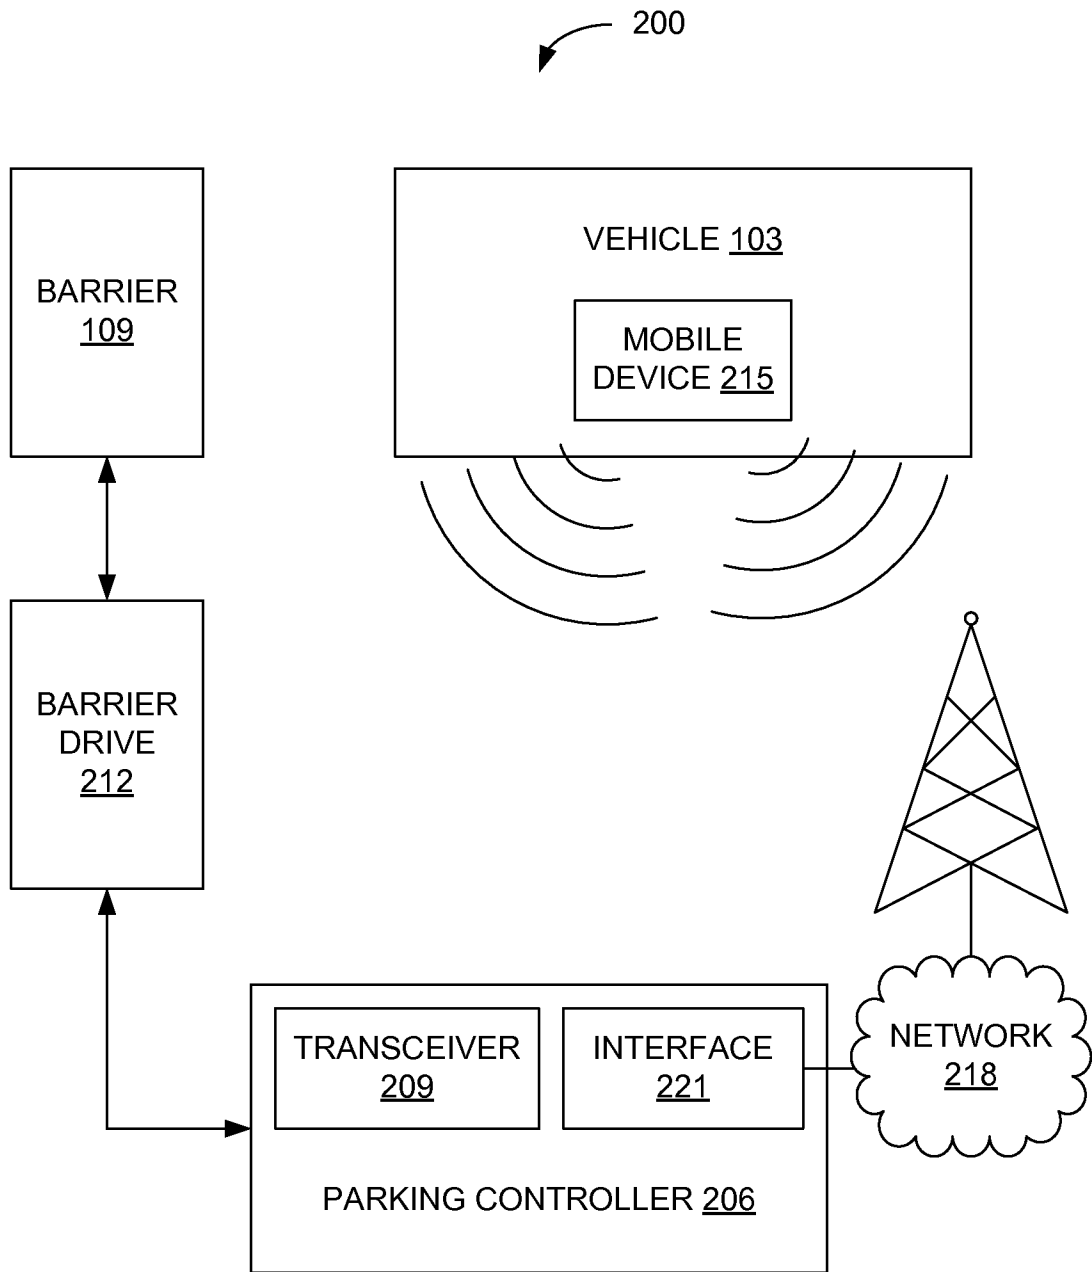 200
VEHICLE 103
BARRIER
109
MOBILE
DEVICE 215
BARRIER
DRIVE
212
TRANSCEIVER
209
INTERFACE
221
NETWORK
218
PARKING CONTROLLER 206